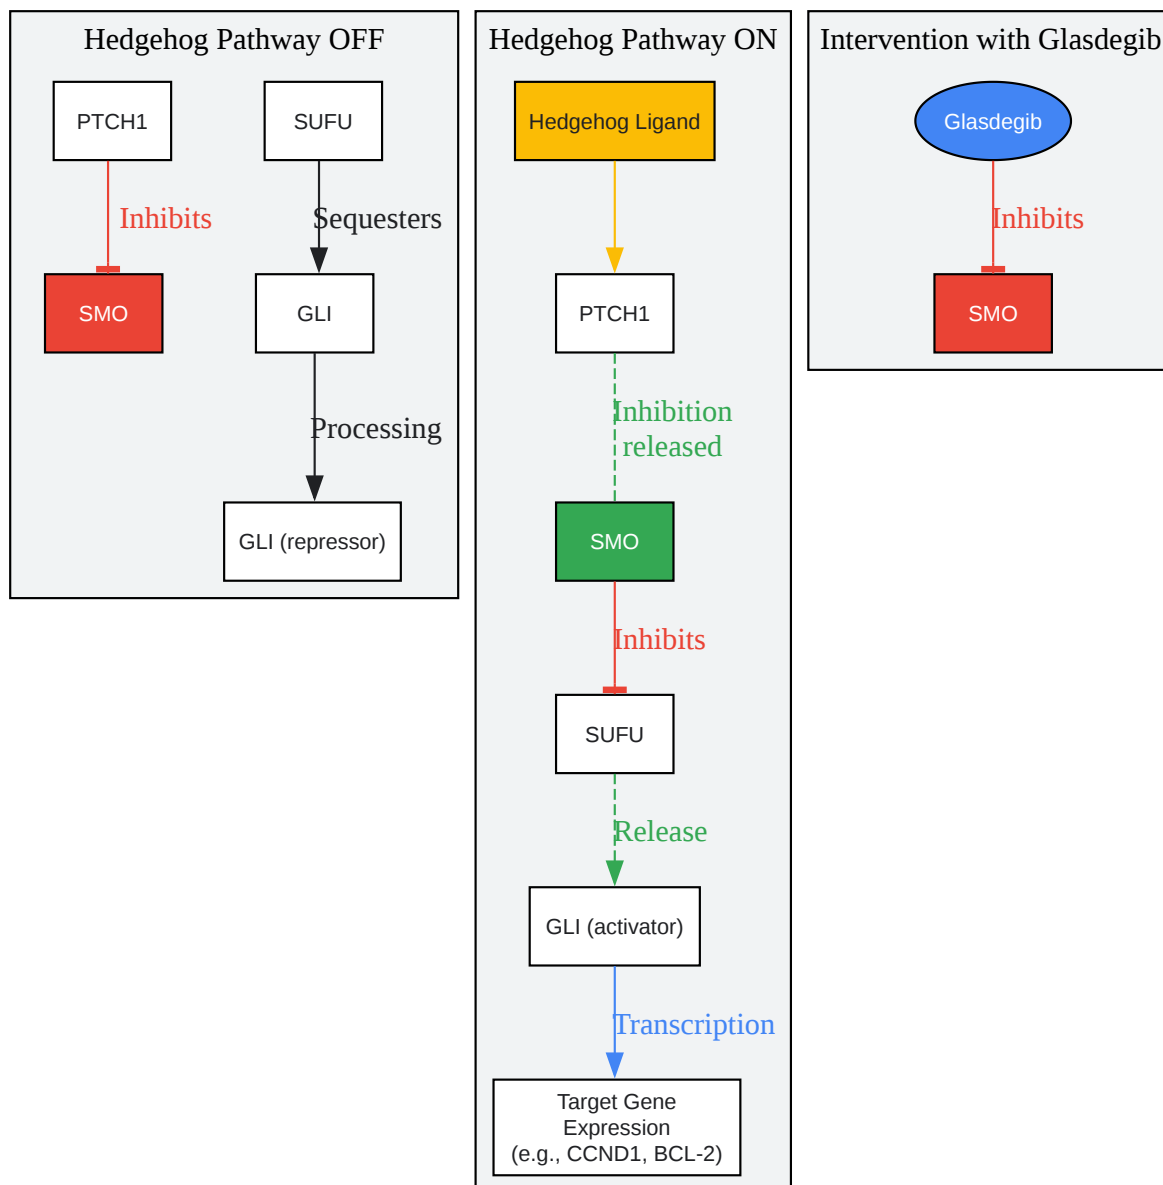 Hedgehog Pathway OFF
PTCH1
SUFU
Inhibits
Sequesters
SMO
GLI
Processing
GLI (repressor)
Hedgehog Pathway ON
Hedgehog Ligand
PTCH1
Inhibition
released
SMO
Inhibits
SUFU
Release
GLI (activator)
Transcription
Target Gene
Expression
(e.g., CCND1, BCL-2)
Intervention with Glasdegib
Glasdegib
Inhibits
SMO